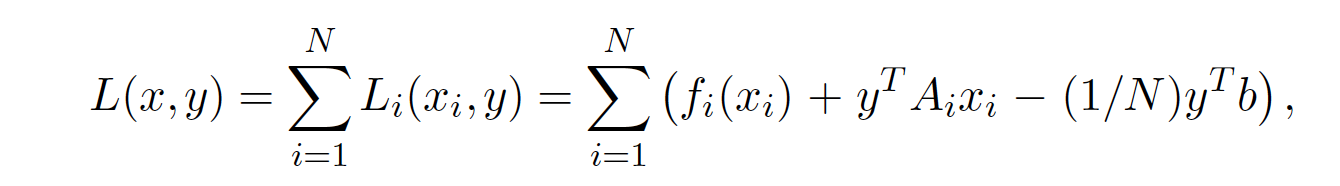 L(x, y) = \sum_{i=1}^{N} L_i(x_i, y) = \sum_{i=1}^{N} \left( f_i(x_i) + y^T A_i x_i - (1/N) y^T b \right),